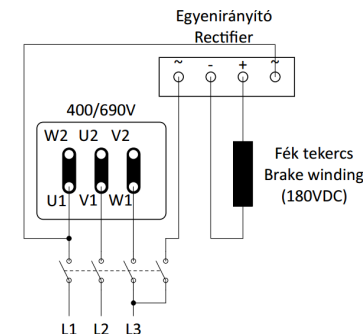 Egyenirányító
Rectifier
~ - + ~
400/690V
W2 U2 V2
U1 V1 W1
Fék tekercs
Brake winding
(180VDC)
L1 L2 L3